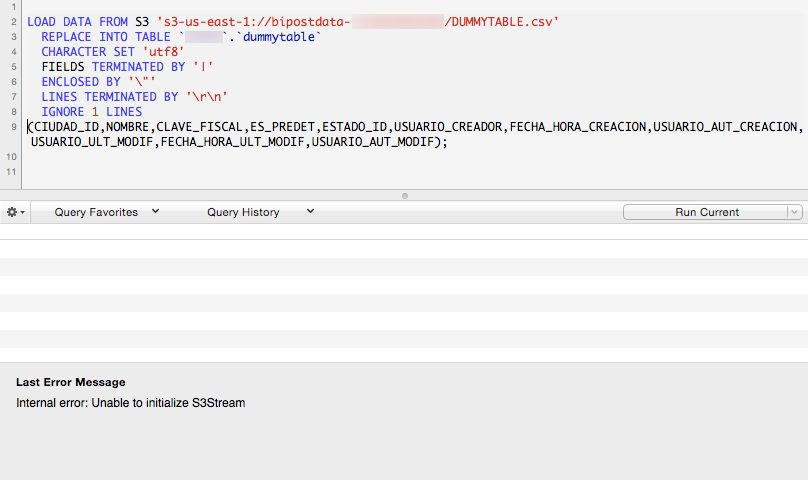 1
2 LOAD DATA FROM S3 's3-us-east-1://bipostdata-/DUMMYTABLE.csv'
3 REPLACE INTO TABLE ``.`dummytable`
4 CHARACTER SET 'utf8'
5 FIELDS TERMINATED BY '|'
6 ENCLOSED BY '\"'
7 LINES TERMINATED BY '\r\n'
8 IGNORE 1 LINES
9 (CIUDAD_ID,NOMBRE,CLAVE_FISCAL,ES_PREDET,ESTADO_ID,USUARIO_CREADOR,FECHA_HORA_CREACION,USUARIO_AUT_CREACION,
USUARIO_ULT_MODIF,FECHA_HORA_ULT_MODIF,USUARIO_AUT_MODIF);
10
11
Query Favorites Query History Run Current
Last Error Message
Internal error: Unable to initialize S3Stream